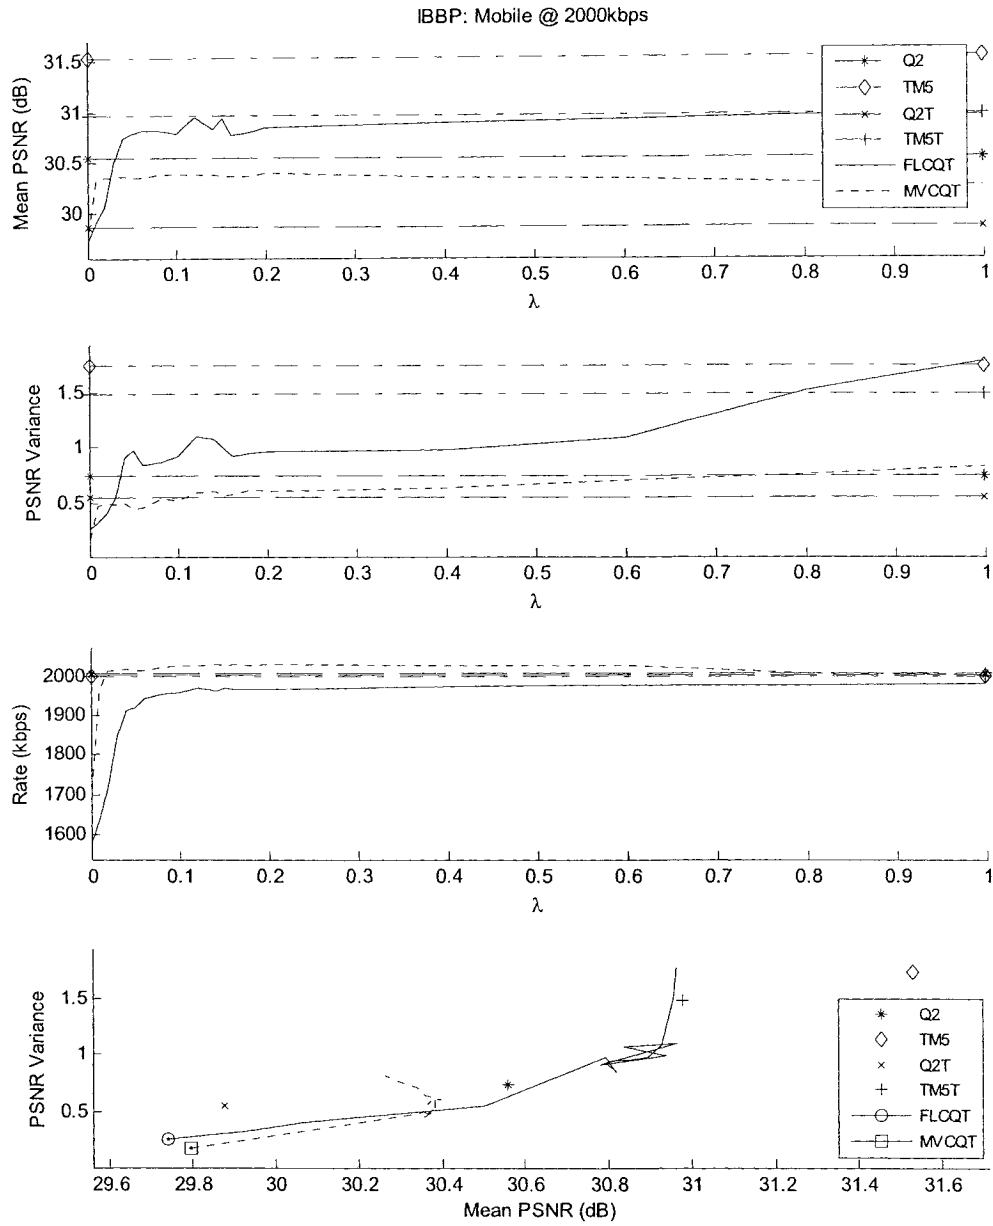 IBBP: Mobile @ 2000kbps
Mean PSNR (dB)
31.5
31
30.5
30
0 0.1 0.2 0.3 0.4 0.5 0.6 0.7 0.8 0.9 1
λ
Q2
TM5
Q2T
TM5T
FLCQT
MVCQT
PSNR Variance
1.5
1
0.5
0 0.1 0.2 0.3 0.4 0.5 0.6 0.7 0.8 0.9 1
λ
Rate (kbps)
2000
1900
1800
1700
1600
0 0.1 0.2 0.3 0.4 0.5 0.6 0.7 0.8 0.9 1
λ
PSNR Variance
1.5
1
0.5
29.6 29.8 30 30.2 30.4 30.6 30.8 31 31.2 31.4 31.6
Mean PSNR (dB)
Q2
TM5
Q2T
TM5T
FLCQT
MVCQT